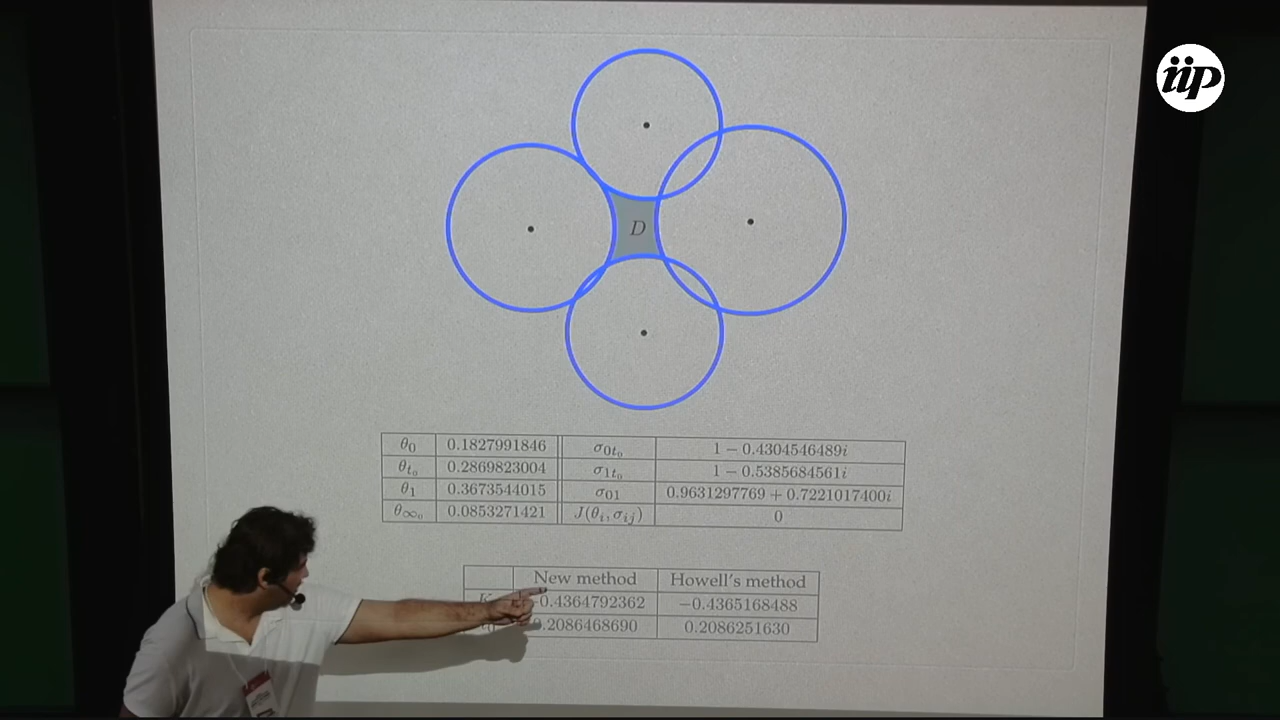 iip
D
θ₀ 0.1827991846 σ₀ₜ₀ 1 − 0.4304546489i
θₜ₀ 0.2869823004 σ₁ₜ₀ 1 − 0.5385684561i
θ₁ 0.3673544015 σ₀₁ 0.9631297769 + 0.7221017400i
θ∞₀ 0.0853271421 J(θᵢ, σᵢⱼ) 0
New method Howell's method
0.4364792362 −0.4365168488
.2086468690 0.2086251630